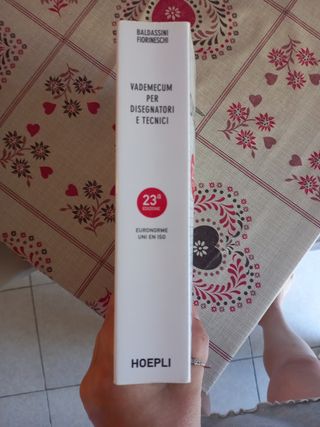 BALDASSINI
FIORINESCHI
VADEMECUM
PER
DISEGNATORI
E TECNICI
23a
EDIZIONE
EURONORME
UNI EN ISO
HOEPLI